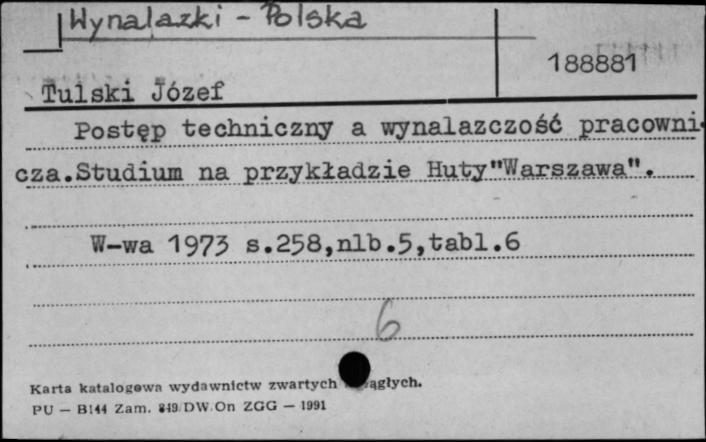 Wynalazki - Polska
188881
Tulski Józef
Postęp techniczny a wynalazczość pracowni-
cza.Studium na przykładzie Huty"Warszawa".
W-wa 1973 s.258,nlb.5,tabl.6
6
Karta katalogowa wydawnictw zwartych ągłych.
PU — B144 Zam. 849/DW/On ZGG — 1991